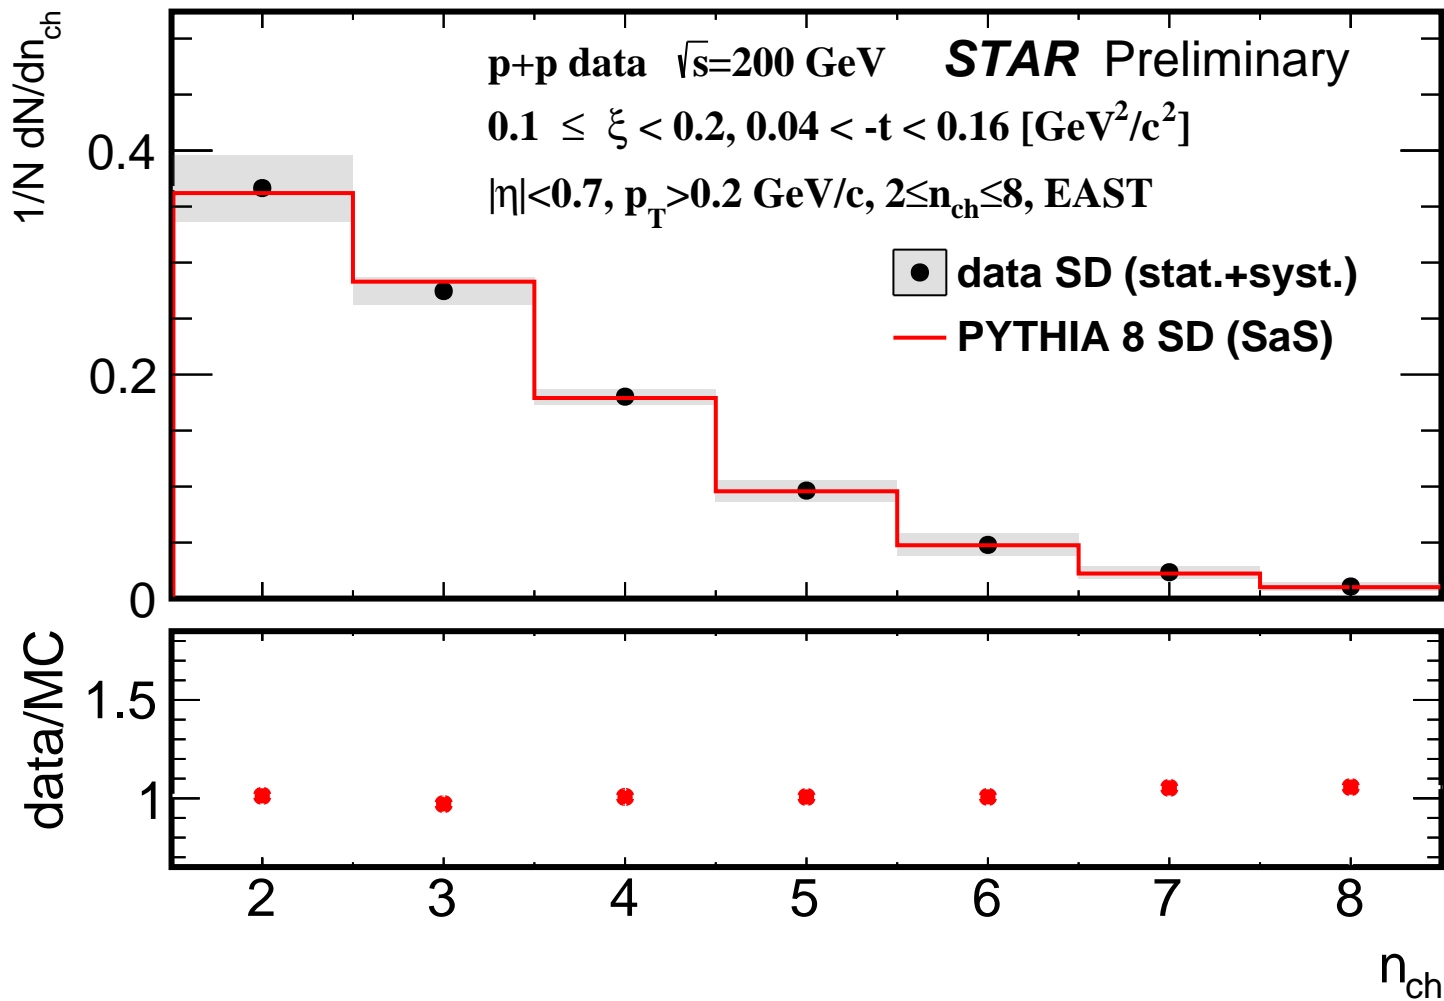 1/N dN/dn_ch
p+p data √s=200 GeV STAR Preliminary
0.1 ≤ ξ < 0.2, 0.04 < -t < 0.16 [GeV²/c²]
|η|<0.7, p_T>0.2 GeV/c, 2≤n_ch≤8, EAST
data SD (stat.+syst.)
PYTHIA 8 SD (SaS)
0.4
0.2
0
data/MC
1.5
1
2 3 4 5 6 7 8
n_ch